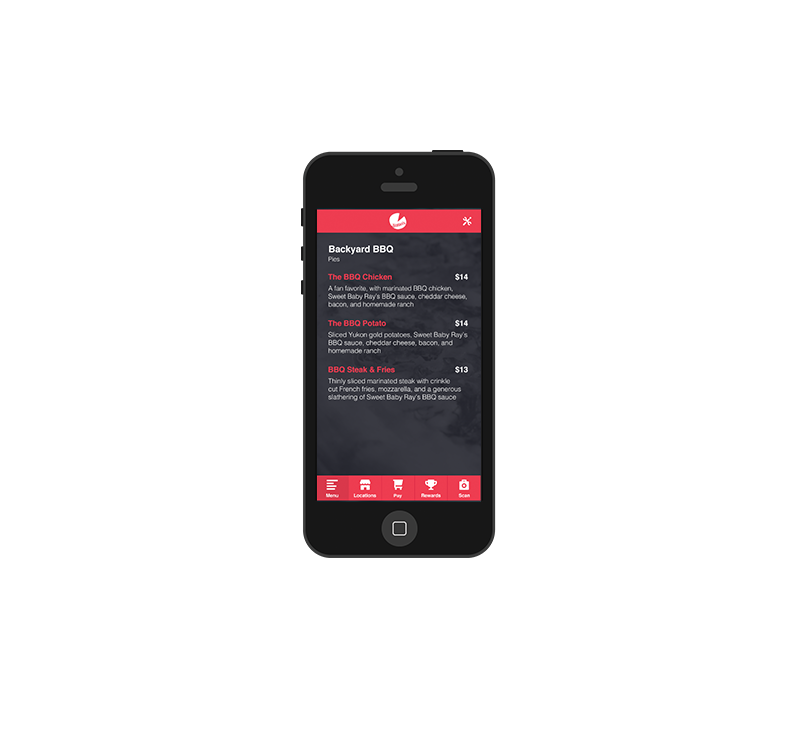 Backyard BBQ
Pies
The BBQ Chicken $14
A fan favorite, with marinated BBQ chicken,
Sweet Baby Ray's BBQ sauce, cheddar cheese,
bacon, and homemade ranch
The BBQ Potato $14
Sliced Yukon gold potatoes, Sweet Baby Ray's
BBQ sauce, cheddar cheese, bacon, and
homemade ranch
BBQ Steak & Fries $13
Thinly sliced marinated steak with crinkle
cut French fries, mozzarella, and a generous
slathering of Sweet Baby Ray's BBQ sauce
Menu Locations Pay Rewards Scan